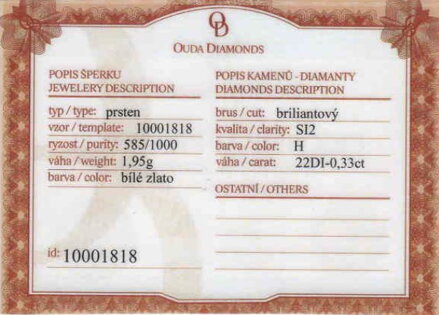 OD
OUDA DIAMONDS
POPIS ŠPERKU
JEWELERY DESCRIPTION
typ / type: prsten
vzor / template: 10001818
ryzost / purity: 585/1000
váha / weight: 1,95g
barva / color: bílé zlato
id: 10001818
POPIS KAMENŮ - DIAMANTY
DIAMONDS DESCRIPTION
brus / cut: briliantový
kvalita / clarity: SI2
barva / color: H
váha / carat: 22DI-0,33ct
OSTATNÍ / OTHERS